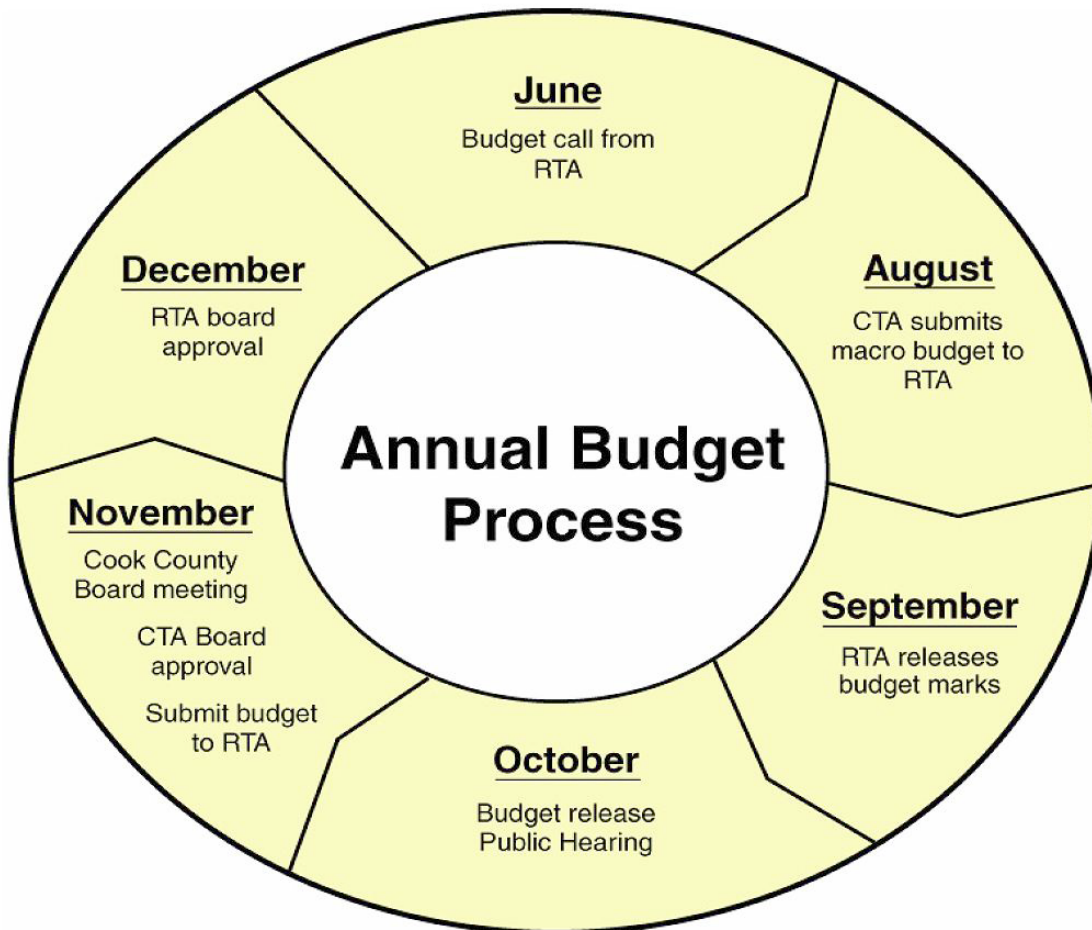 June
Budget call from
RTA
August
CTA submits
macro budget to
RTA
September
RTA releases
budget marks
October
Budget release
Public Hearing
November
Cook County
Board meeting
CTA Board
approval
Submit budget
to RTA
December
RTA board
approval
Annual Budget
Process